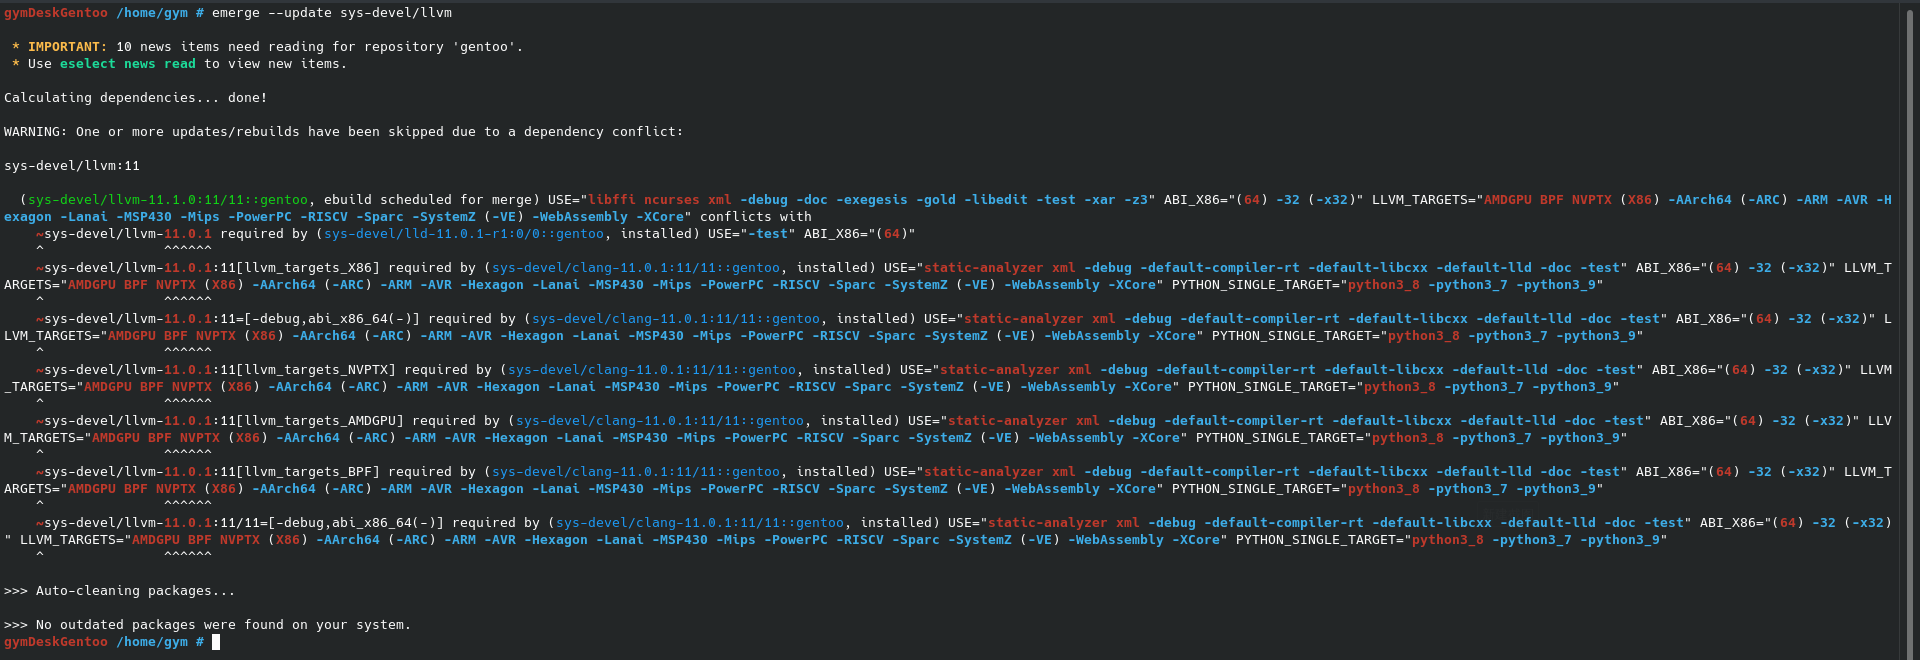 gymDeskGentoo /home/gym # emerge --update sys-devel/llvm
 * IMPORTANT: 10 news items need reading for repository 'gentoo'.
 * Use eselect news read to view new items.
Calculating dependencies... done!
WARNING: One or more updates/rebuilds have been skipped due to a dependency conflict:
sys-devel/llvm:11
  (sys-devel/llvm-11.1.0:11/11::gentoo, ebuild scheduled for merge) USE="libffi ncurses xml -debug -doc -exegesis -gold -libedit -test -xar -z3" ABI_X86="(64) -32 (-x32)" LLVM_TARGETS="AMDGPU BPF NVPTX (X86) -AArch64 (-ARC) -ARM -AVR -H
exagon -Lanai -MSP430 -Mips -PowerPC -RISCV -Sparc -SystemZ (-VE) -WebAssembly -XCore" conflicts with
    ~sys-devel/llvm-11.0.1 required by (sys-devel/lld-11.0.1-r1:0/0::gentoo, installed) USE="-test" ABI_X86="(64)"
    ^               ^^^^^^
    ~sys-devel/llvm-11.0.1:11[llvm_targets_X86] required by (sys-devel/clang-11.0.1:11/11::gentoo, installed) USE="static-analyzer xml -debug -default-compiler-rt -default-libcxx -default-lld -doc -test" ABI_X86="(64) -32 (-x32)" LLVM_T
ARGETS="AMDGPU BPF NVPTX (X86) -AArch64 (-ARC) -ARM -AVR -Hexagon -Lanai -MSP430 -Mips -PowerPC -RISCV -Sparc -SystemZ (-VE) -WebAssembly -XCore" PYTHON_SINGLE_TARGET="python3_8 -python3_7 -python3_9"
    ^               ^^^^^^
    ~sys-devel/llvm-11.0.1:11=[-debug,abi_x86_64(-)] required by (sys-devel/clang-11.0.1:11/11::gentoo, installed) USE="static-analyzer xml -debug -default-compiler-rt -default-libcxx -default-lld -doc -test" ABI_X86="(64) -32 (-x32)" L
LVM_TARGETS="AMDGPU BPF NVPTX (X86) -AArch64 (-ARC) -ARM -AVR -Hexagon -Lanai -MSP430 -Mips -PowerPC -RISCV -Sparc -SystemZ (-VE) -WebAssembly -XCore" PYTHON_SINGLE_TARGET="python3_8 -python3_7 -python3_9"
    ^               ^^^^^^
    ~sys-devel/llvm-11.0.1:11[llvm_targets_NVPTX] required by (sys-devel/clang-11.0.1:11/11::gentoo, installed) USE="static-analyzer xml -debug -default-compiler-rt -default-libcxx -default-lld -doc -test" ABI_X86="(64) -32 (-x32)" LLVM
_TARGETS="AMDGPU BPF NVPTX (X86) -AArch64 (-ARC) -ARM -AVR -Hexagon -Lanai -MSP430 -Mips -PowerPC -RISCV -Sparc -SystemZ (-VE) -WebAssembly -XCore" PYTHON_SINGLE_TARGET="python3_8 -python3_7 -python3_9"
    ^               ^^^^^^
    ~sys-devel/llvm-11.0.1:11[llvm_targets_AMDGPU] required by (sys-devel/clang-11.0.1:11/11::gentoo, installed) USE="static-analyzer xml -debug -default-compiler-rt -default-libcxx -default-lld -doc -test" ABI_X86="(64) -32 (-x32)" LLV
M_TARGETS="AMDGPU BPF NVPTX (X86) -AArch64 (-ARC) -ARM -AVR -Hexagon -Lanai -MSP430 -Mips -PowerPC -RISCV -Sparc -SystemZ (-VE) -WebAssembly -XCore" PYTHON_SINGLE_TARGET="python3_8 -python3_7 -python3_9"
    ^               ^^^^^^
    ~sys-devel/llvm-11.0.1:11[llvm_targets_BPF] required by (sys-devel/clang-11.0.1:11/11::gentoo, installed) USE="static-analyzer xml -debug -default-compiler-rt -default-libcxx -default-lld -doc -test" ABI_X86="(64) -32 (-x32)" LLVM_T
ARGETS="AMDGPU BPF NVPTX (X86) -AArch64 (-ARC) -ARM -AVR -Hexagon -Lanai -MSP430 -Mips -PowerPC -RISCV -Sparc -SystemZ (-VE) -WebAssembly -XCore" PYTHON_SINGLE_TARGET="python3_8 -python3_7 -python3_9"
    ^               ^^^^^^
    ~sys-devel/llvm-11.0.1:11/11=[-debug,abi_x86_64(-)] required by (sys-devel/clang-11.0.1:11/11::gentoo, installed) USE="static-analyzer xml -debug -default-compiler-rt -default-libcxx -default-lld -doc -test" ABI_X86="(64) -32 (-x32)
" LLVM_TARGETS="AMDGPU BPF NVPTX (X86) -AArch64 (-ARC) -ARM -AVR -Hexagon -Lanai -MSP430 -Mips -PowerPC -RISCV -Sparc -SystemZ (-VE) -WebAssembly -XCore" PYTHON_SINGLE_TARGET="python3_8 -python3_7 -python3_9"
    ^               ^^^^^^
>>> Auto-cleaning packages...
>>> No outdated packages were found on your system.
gymDeskGentoo /home/gym #